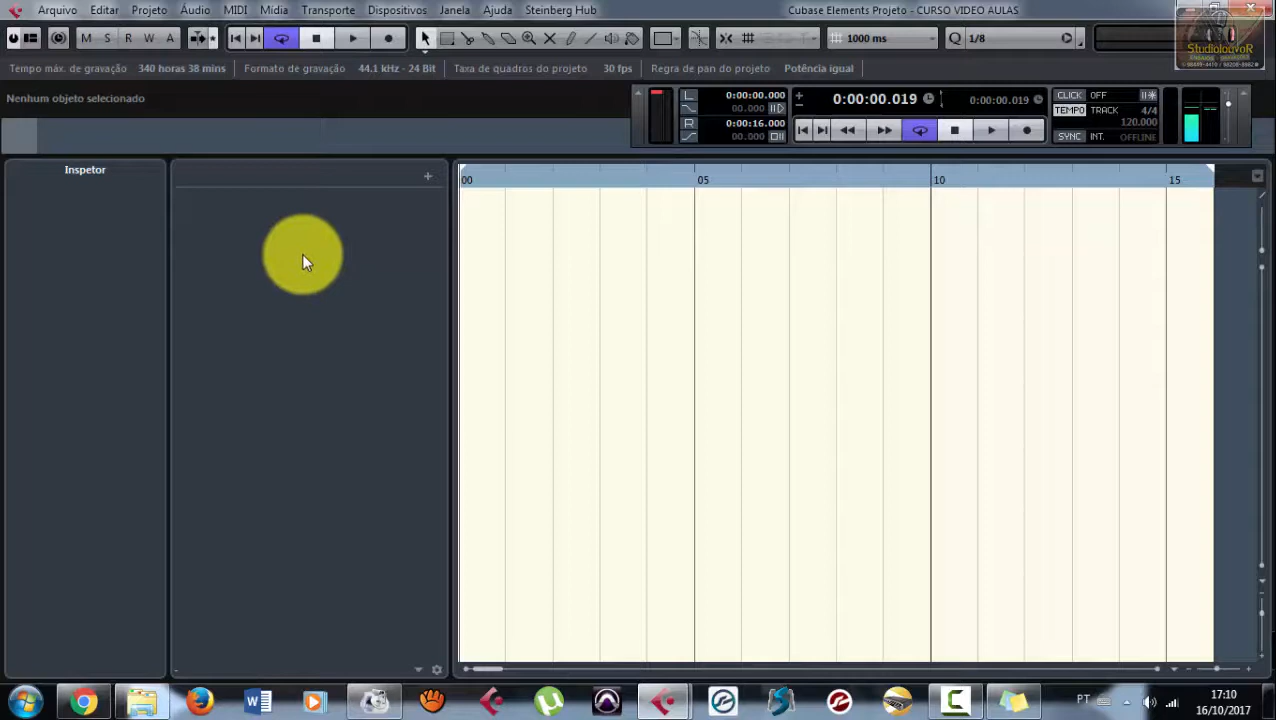 Arquivo Editar Projeto Áudio MIDI Mídia Transporte Dispositivos Janela Ajuda Steinberg Hub Cubase Elements Projeto - CURSO VIDEO AULAS
M S R W A 1000 ms Q 1/8
StudiolouvoR
Tempo máx. de gravação 340 horas 38 mins Formato de gravação 44.1 kHz - 24 Bit Taxa de quadros do projeto 30 fps Regra de pan do projeto Potência igual
Nenhum objeto selecionado
L 0:00:00.000 0:00:00.019 0:00:00.019 CLICK OFF
00.000 TEMPO TRACK 4/4
R 0:00:16.000 120.000
00.000 SYNC INT. OFFLINE
Inspetor
00 05 10 15
PT 17:10
16/10/2017